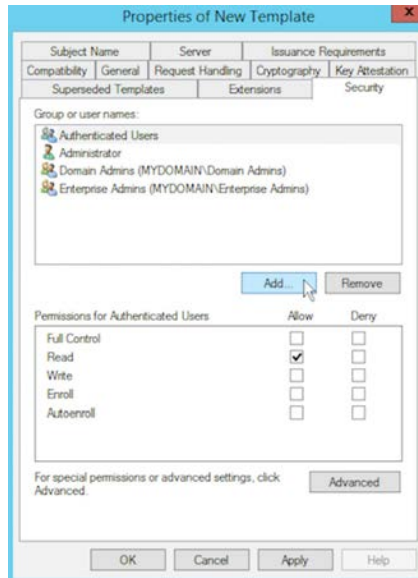 Properties of New Template
x
Subject Name Server Issuance Requirements
Compatibility General Request Handling Cryptography Key Attestation
Superseded Templates Extensions Security
Group or user names:
Authenticated Users
Administrator
Domain Admins (MYDOMAIN\Domain Admins)
Enterprise Admins (MYDOMAIN\Enterprise Admins)
Add... Remove
Permissions for Authenticated Users Allow Deny
Full Control
Read
Write
Enroll
Autoenroll
For special permissions or advanced settings, click
Advanced.
Advanced
OK Cancel Apply Help